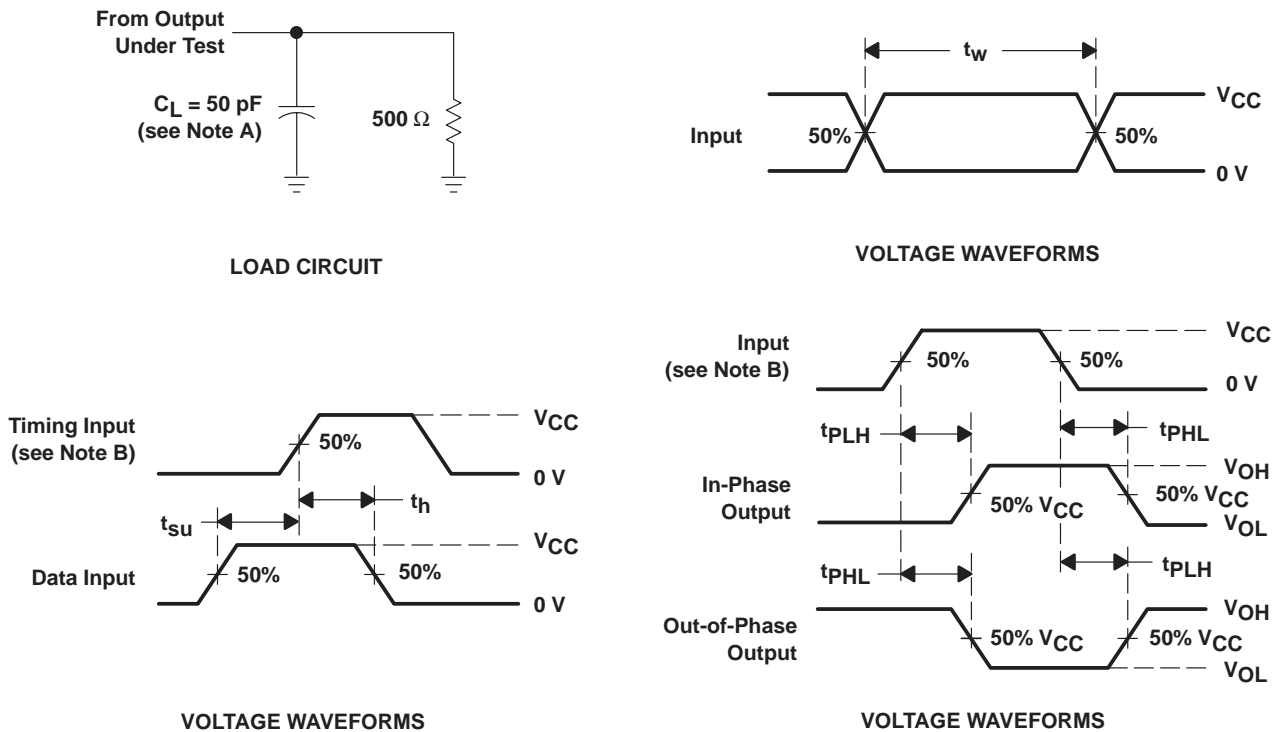 From Output
Under Test
CL = 50 pF
(see Note A)
500 Ω
LOAD CIRCUIT
tw
VCC
Input
50%
50%
0 V
VOLTAGE WAVEFORMS
Timing Input
(see Note B)
50%
VCC
0 V
th
tsu
VCC
Data Input
50%
50%
0 V
VOLTAGE WAVEFORMS
Input
(see Note B)
50%
50%
VCC
0 V
tPLH
tPHL
In-Phase
Output
50% VCC
VOH
50% VCC
VOL
tPHL
tPLH
Out-of-Phase
Output
50% VCC
VOH
50% VCC
VOL
VOLTAGE WAVEFORMS